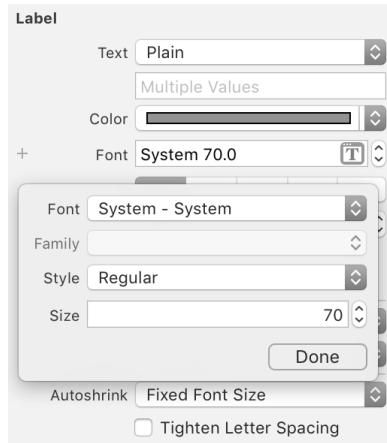 Label
Text Plain
Multiple Values
Color
+ Font System 70.0 T
Font System - System
Family
Style Regular
Size 70
Done
Autoshrink Fixed Font Size
Tighten Letter Spacing